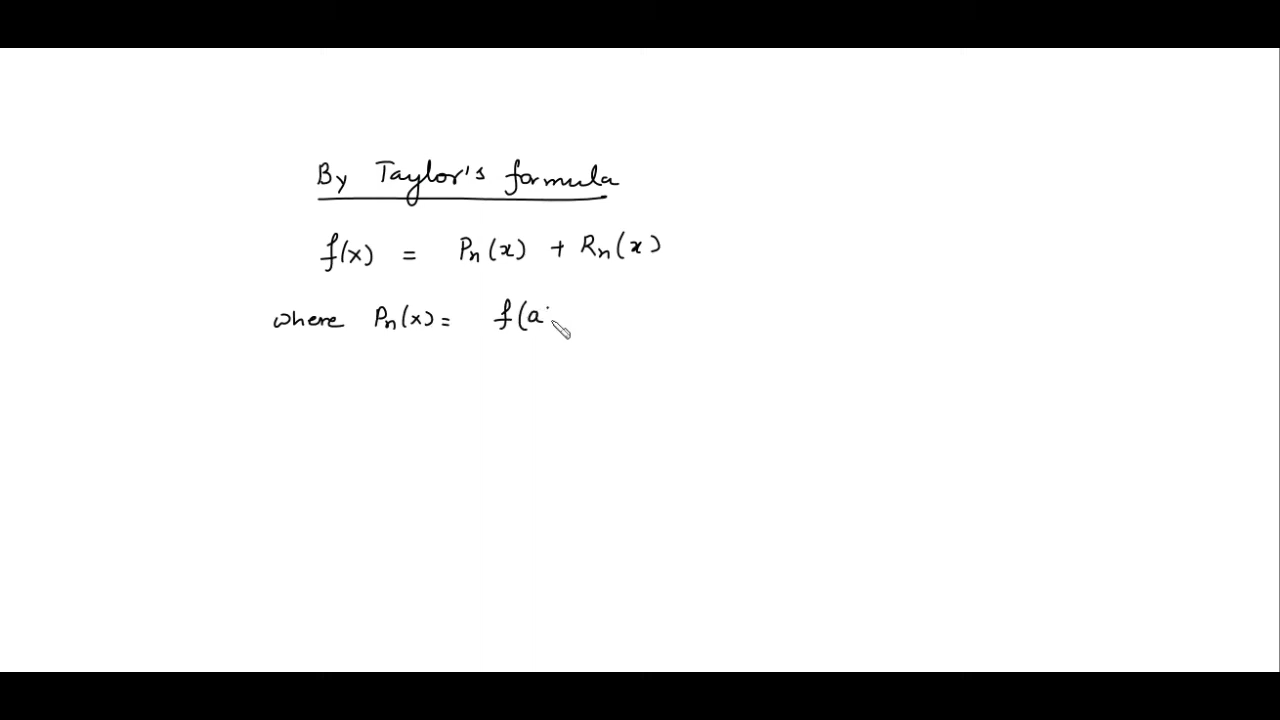 By Taylor's formula
f(x) = Pn(x) + Rn(x)
where Pn(x) = f(a